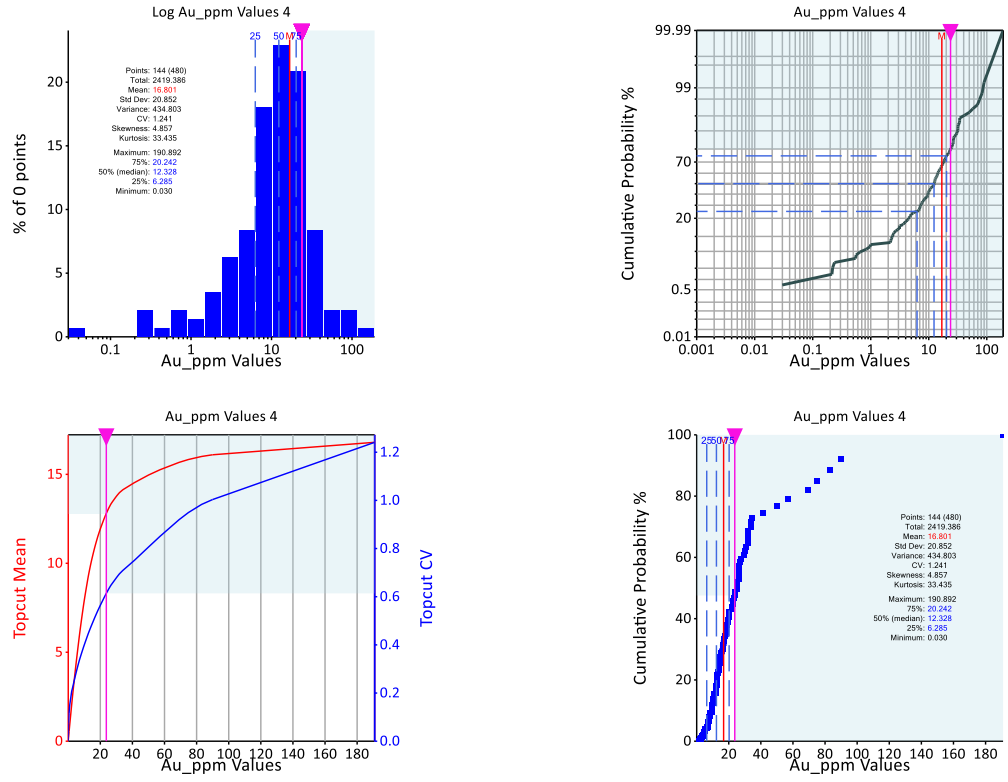 Log Au_ppm Values 4
25 50 M 75
Points: 144 (480)
Total: 2419.386
Mean: 16.801
Std Dev: 20.852
Variance: 434.803
CV: 1.241
Skewness: 4.857
Kurtosis: 33.435
Maximum: 190.892
75%: 20.242
50% (median): 12.328
25%: 6.285
Minimum: 0.030
% of 0 points
20
15
10
5
0
0.1 1 10 100
Au_ppm Values
Au_ppm Values 4
M
Cumulative Probability %
99.99
99
70
20
0.5
0.01
0.001 0.01 0.1 1 10 100
Au_ppm Values
Au_ppm Values 4
Topcut Mean
15
10
5
0
Topcut CV
1.2
1.0
0.8
0.6
0.4
0.2
0.0
20 40 60 80 100 120 140 160 180
Au_ppm Values
Au_ppm Values 4
25 50 M 75
Cumulative Probability %
100
80
60
40
20
0
Points: 144 (480)
Total: 2419.386
Mean: 16.801
Std Dev: 20.852
Variance: 434.803
CV: 1.241
Skewness: 4.857
Kurtosis: 33.435
Maximum: 190.892
75%: 20.242
50% (median): 12.328
25%: 6.285
Minimum: 0.030
20 40 60 80 100 120 140 160 180
Au_ppm Values